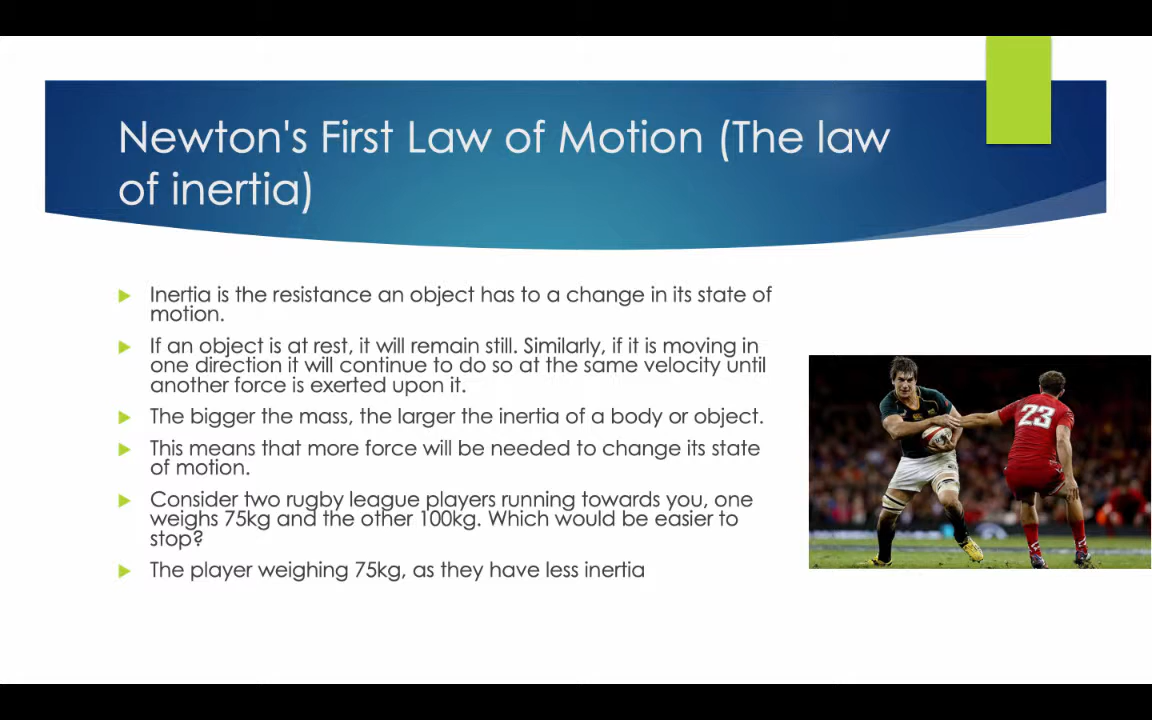 Newton's First Law of Motion (The law
of inertia)
Inertia is the resistance an object has to a change in its state of
motion.
If an object is at rest, it will remain still. Similarly, if it is moving in
one direction it will continue to do so at the same velocity until
another force is exerted upon it.
The bigger the mass, the larger the inertia of a body or object.
This means that more force will be needed to change its state
of motion.
Consider two rugby league players running towards you, one
weighs 75kg and the other 100kg. Which would be easier to
stop?
The player weighing 75kg, as they have less inertia
23